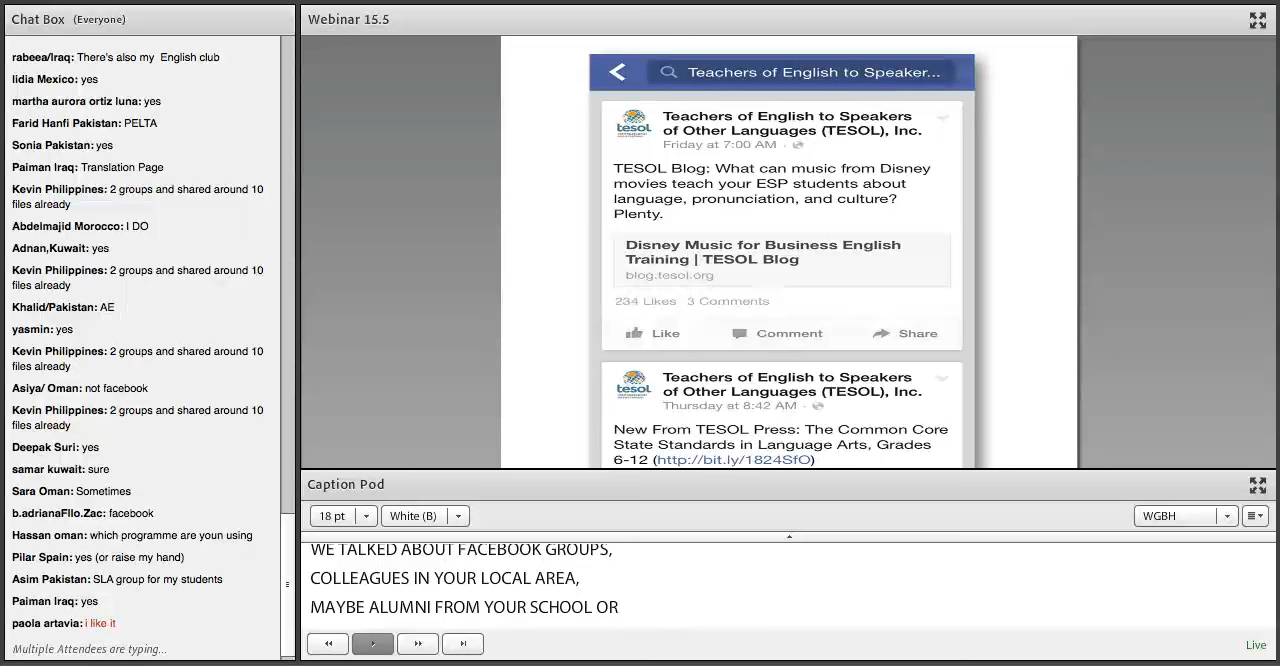 Chat Box (Everyone)
rabeea/Iraq: There's also my English club
lidia Mexico: yes
martha aurora ortiz luna: yes
Farid Hanfi Pakistan: PELTA
Sonia Pakistan: yes
Paiman Iraq: Translation Page
Kevin Philippines: 2 groups and shared around 10
files already
Abdelmajid Morocco: I DO
Adnan,Kuwait: yes
Kevin Philippines: 2 groups and shared around 10
files already
Khalid/Pakistan: AE
yasmin: yes
Kevin Philippines: 2 groups and shared around 10
files already
Asiya/ Oman: not facebook
Kevin Philippines: 2 groups and shared around 10
files already
Deepak Suri: yes
samar kuwait: sure
Sara Oman: Sometimes
b.adrianaFllo.Zac: facebook
Hassan oman: which programme are youn using
Pilar Spain: yes (or raise my hand)
Asim Pakistan: SLA group for my students
Paiman Iraq: yes
paola artavia: i like it
Multiple Attendees are typing...
Webinar 15.5
Teachers of English to Speaker...
tesol
Teachers of English to Speakers
of Other Languages (TESOL), Inc.
Friday at 7:00 AM ·
TESOL Blog: What can music from Disney
movies teach your ESP students about
language, pronunciation, and culture?
Plenty.
Disney Music for Business English
Training | TESOL Blog
blog.tesol.org
234 Likes 3 Comments
Like Comment Share
tesol
Teachers of English to Speakers
of Other Languages (TESOL), Inc.
Thursday at 8:42 AM ·
New From TESOL Press: The Common Core
State Standards in Language Arts, Grades
6-12 (http://bit.ly/1824SfO)
Caption Pod
18 pt White (B) WGBH
WE TALKED ABOUT FACEBOOK GROUPS,
COLLEAGUES IN YOUR LOCAL AREA,
MAYBE ALUMNI FROM YOUR SCHOOL OR
Live